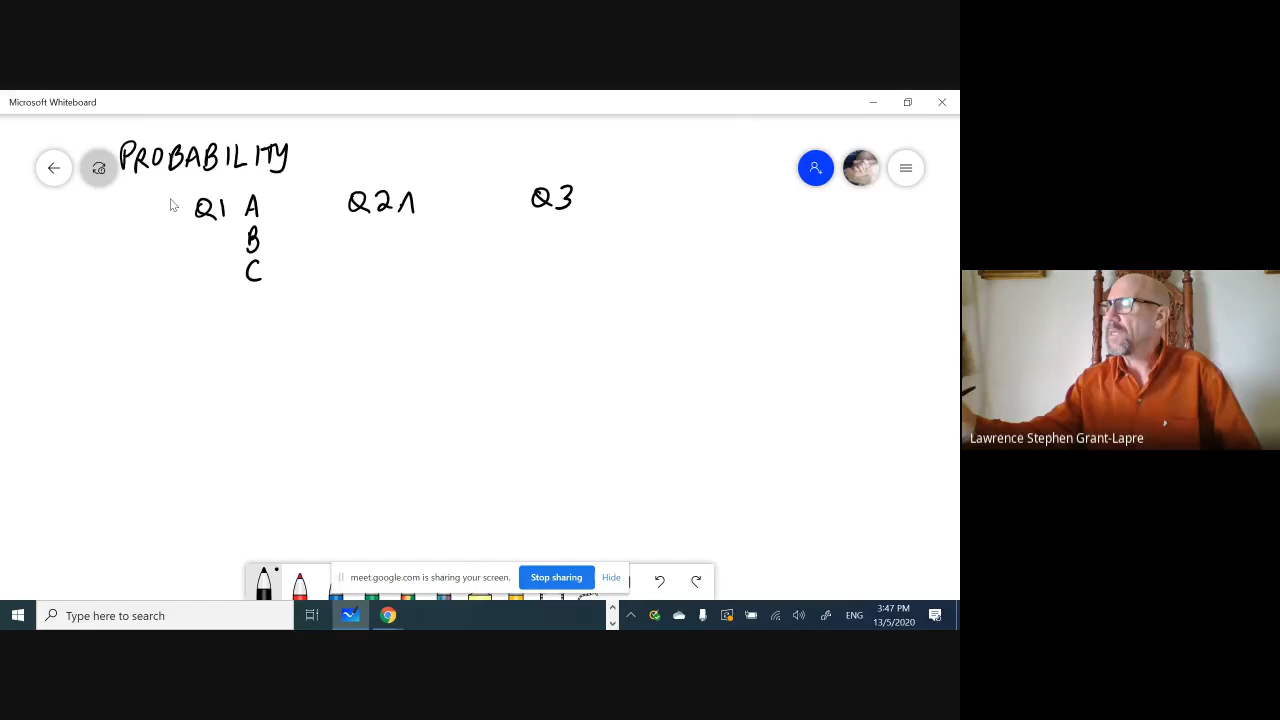 Microsoft Whiteboard
PROBABILITY
Q1 A Q2 Q3
B
C
Lawrence Stephen Grant-Lapre
meet.google.com is sharing your screen. Stop sharing Hide
Type here to search
ENG
3:47 PM
13/5/2020